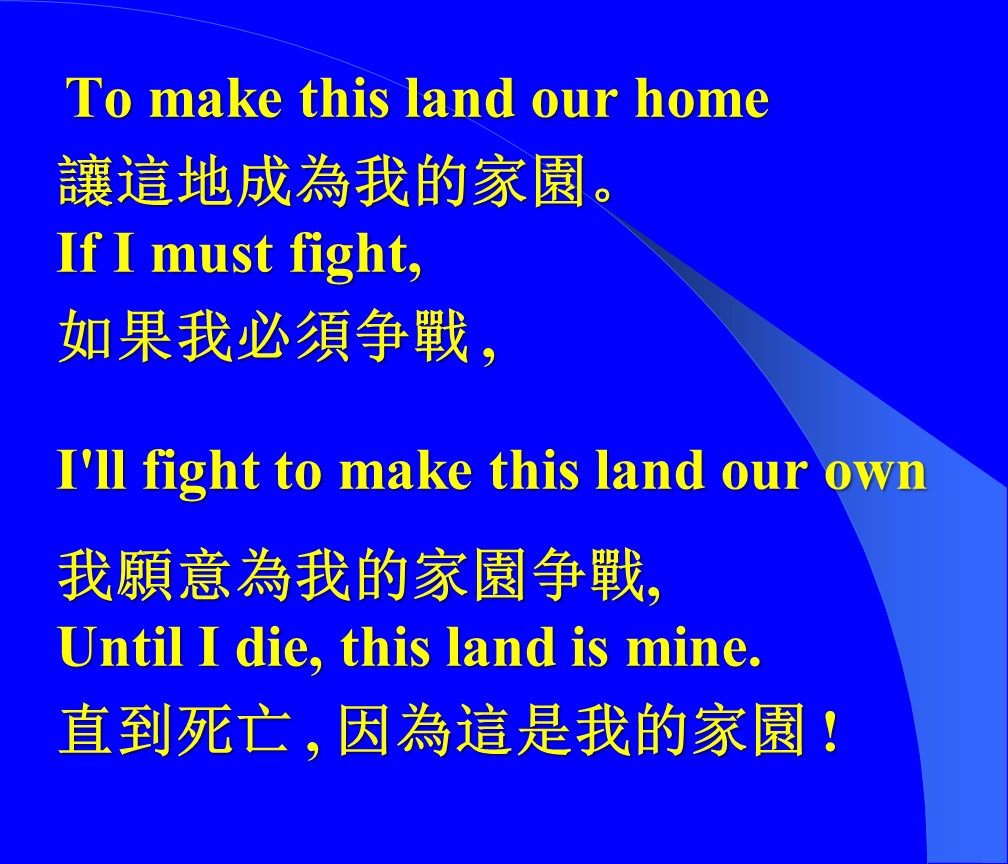 To make this land our home
讓這地成為我的家園。
If I must fight,
如果我必須争戰 ,
I'll fight to make this land our own
我願意為我的家園争戰,
Until I die, this land is mine.
直到死亡 , 因為這是我的家園 !